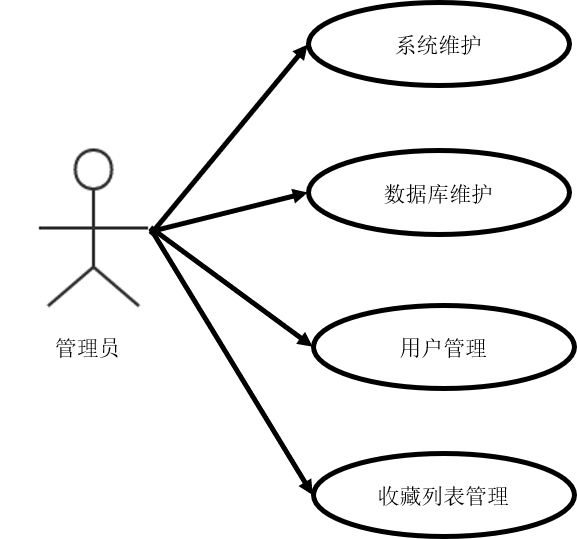 系统维护
数据库维护
管理员
用户管理
收藏列表管理